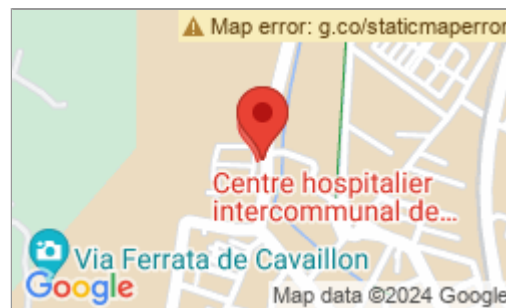 Map error: g.co/staticmaperror
Centre hospitalier
intercommunal de...
Via Ferrata de Cavaillon
Google
Map data ©2024 Google